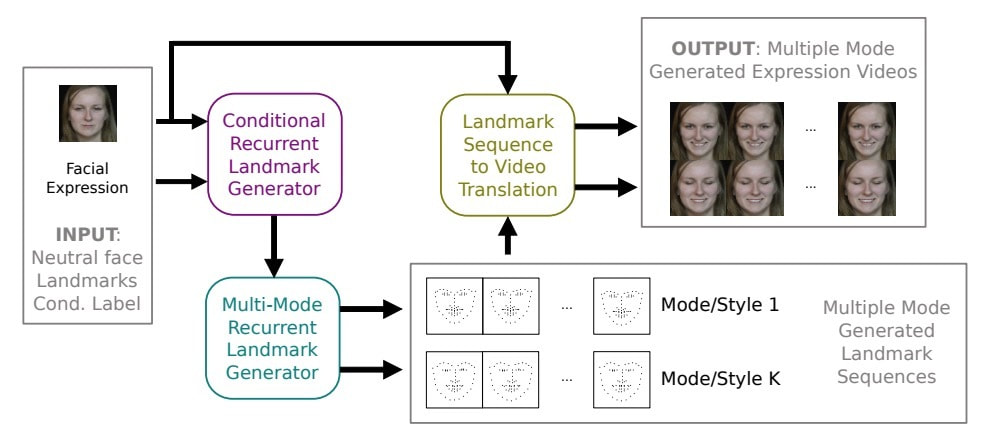 Facial
Expression
INPUT:
Neutral face
Landmarks
Cond. Label
Conditional
Recurrent
Landmark
Generator
Multi-Mode
Recurrent
Landmark
Generator
Landmark
Sequence
to Video
Translation
OUTPUT: Multiple Mode
Generated Expression Videos
...
...
... Mode/Style 1
... Mode/Style K
Multiple Mode
Generated
Landmark
Sequences